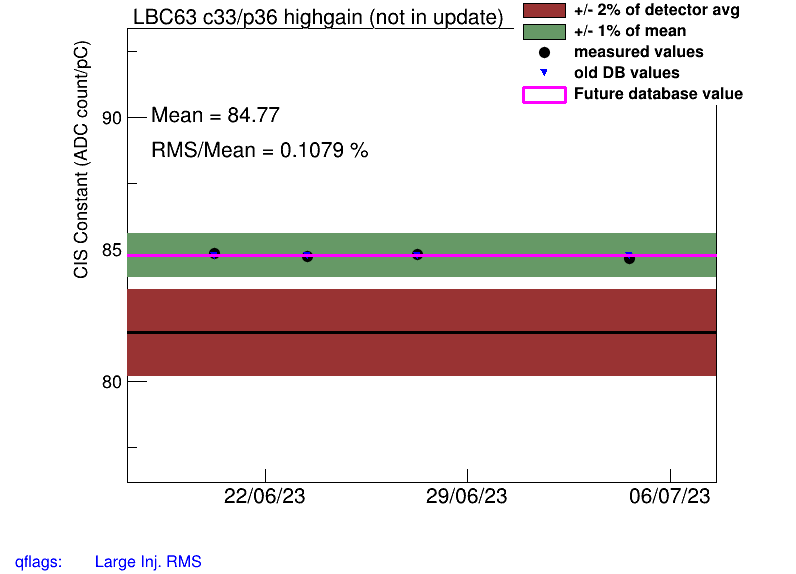 LBC63 c33/p36 highgain (not in update)
+/- 2% of detector avg
+/- 1% of mean
measured values
old DB values
Future database value
CIS Constant (ADC count/pC)
90
85
80
Mean = 84.77
RMS/Mean = 0.1079 %
22/06/23
29/06/23
06/07/23
qflags: Large Inj. RMS